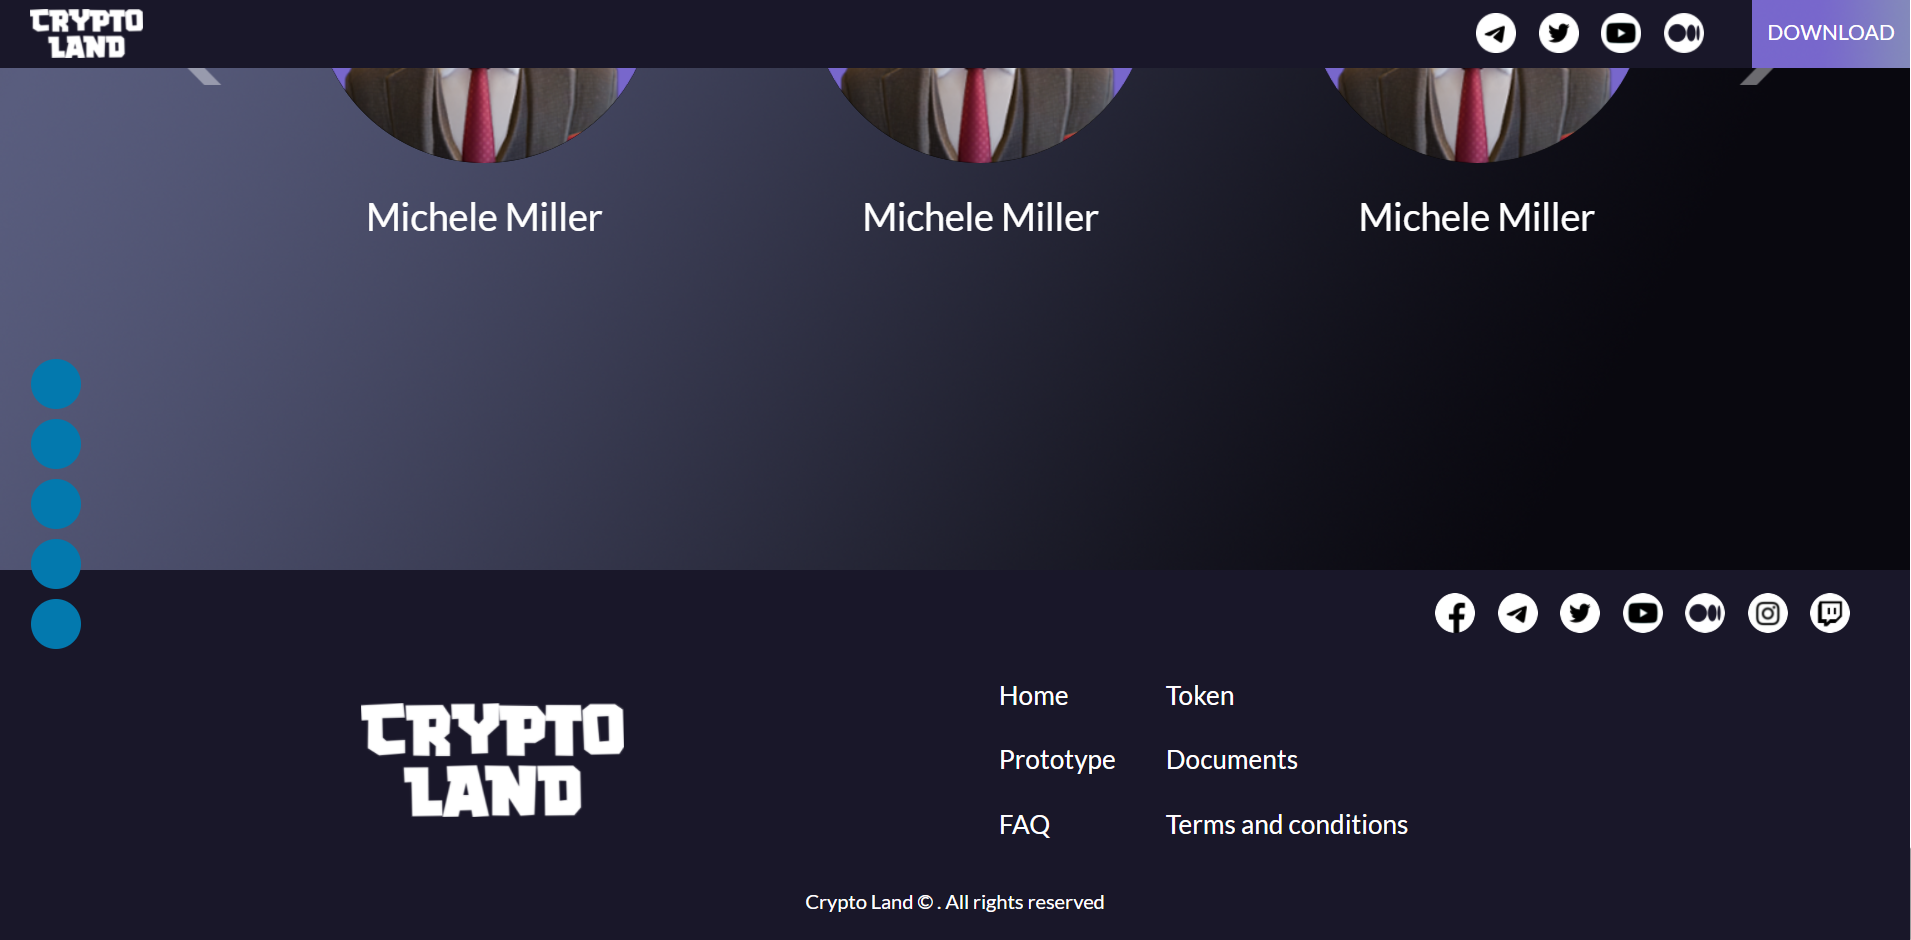 CRYPTO
LAND
DOWNLOAD
Michele Miller
Michele Miller
Michele Miller
CRYPTO
LAND
Home
Token
Prototype
Documents
FAQ
Terms and conditions
Crypto Land © . All rights reserved